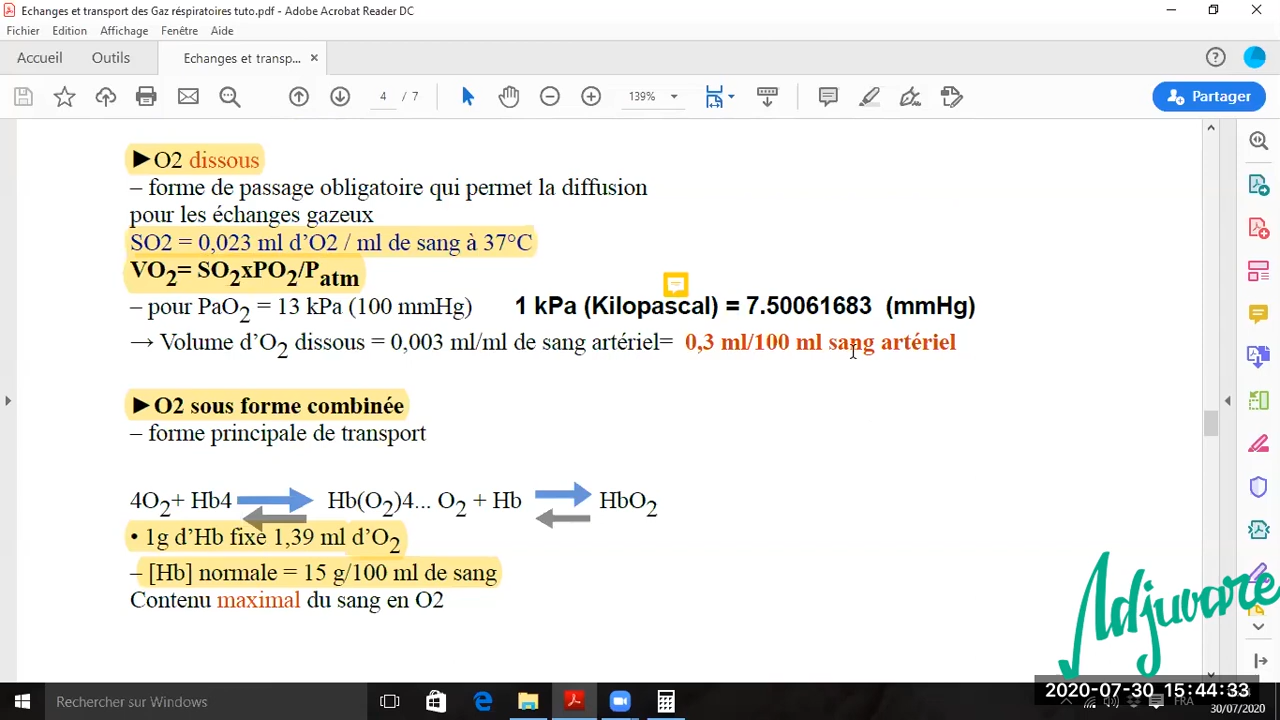 Echanges et transport des Gaz réspiratoires tuto.pdf - Adobe Acrobat Reader DC
Fichier Edition Affichage Fenêtre Aide
Accueil Outils Echanges et transp...
4 / 7 139% Partager
►O2 dissous
– forme de passage obligatoire qui permet la diffusion
pour les échanges gazeux
SO2 = 0,023 ml d’O2 / ml de sang à 37°C
VO2= SO2xPO2/Patm
– pour PaO2 = 13 kPa (100 mmHg) 1 kPa (Kilopascal) = 7.50061683 (mmHg)
→ Volume d’O2 dissous = 0,003 ml/ml de sang artériel= 0,3 ml/100 ml sang artériel
►O2 sous forme combinée
– forme principale de transport
4O2+ Hb4 Hb(O2)4... O2 + Hb HbO2
• 1g d’Hb fixe 1,39 ml d’O2
– [Hb] normale = 15 g/100 ml de sang
Contenu maximal du sang en O2
Adjuvare
2020-07-30 15:44:33
Rechercher sur Windows
FRA
30/07/2020